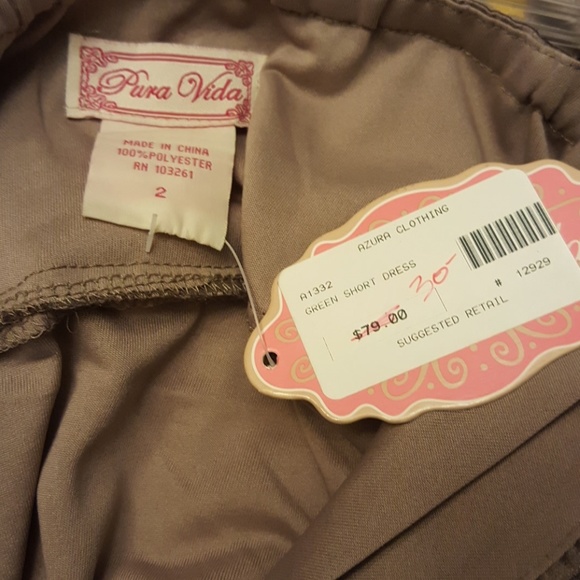 Pura Vida
MADE IN CHINA
100%POLYESTER
RN 103261
2
AZURA CLOTHING
A1332
GREEN SHORT DRESS
$79.00
30-
# 12929
SUGGESTED RETAIL